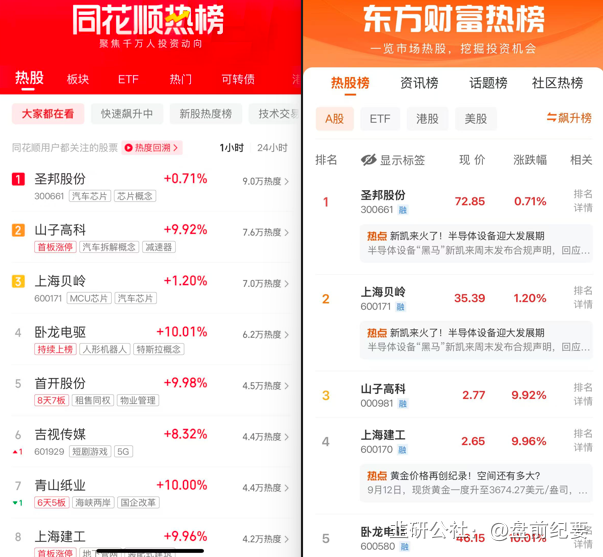 同花顺热榜
聚焦千万人投资动向
热股 板块 ETF 热门 可转债
大家都在看 快速飙升中 新股热度榜 技术交易
同花顺用户都关注的股票 热度回溯 > 1小时 24小时
1 圣邦股份 +0.71% 9.0万热度 >
300661 汽车芯片 芯片概念
2 山子高科 +9.92% 7.6万热度 >
首板涨停 汽车拆解概念 减速器
3 上海贝岭 +1.20% 7.0万热度 >
600171 MCU芯片 汽车芯片
4 卧龙电驱 +10.01% 6.2万热度 >
持续上榜 人形机器人 特斯拉概念
5 首开股份 +9.98% 4.5万热度 >
8天7板 租售同权 物业管理
6 吉视传媒 +8.32% 4.4万热度 >
▲1 601929 短剧游戏 5G
7 青山纸业 +10.00% 4.4万热度 >
▼1 6天5板 海峡两岸 国企改革
8 上海建工 +9.96% 4.2万热度 >
首板涨停 地下管网 装配式建筑
东方财富热榜
一览市场热股，挖掘投资机会
热股榜 资讯榜 话题榜 社区热榜
A股 ETF 港股 美股 飙升榜
排名 显示标签 现价 涨跌幅 相关
1 圣邦股份 72.85 0.71% 排名
300661 融 详情
热点 新凯来火了！半导体设备迎大发展期
半导体设备“黑马”新凯来周末发布合规声明，回应...
2 上海贝岭 35.39 1.20% 排名
600171 融 详情
热点 新凯来火了！半导体设备迎大发展期
半导体设备“黑马”新凯来周末发布合规声明，回应...
3 山子高科 2.77 9.92% 排名
000981 融 详情
4 上海建工 2.65 9.96% 排名
600170 融 详情
热点 黄金价格再创纪录！空间还有多大？
9月12日，现货黄金一度升至3674.27美元/盎司，...
5 卧龙电驱 46.15 10.01% 排名
600580 融 详情
韭研公社：@盘前纪要